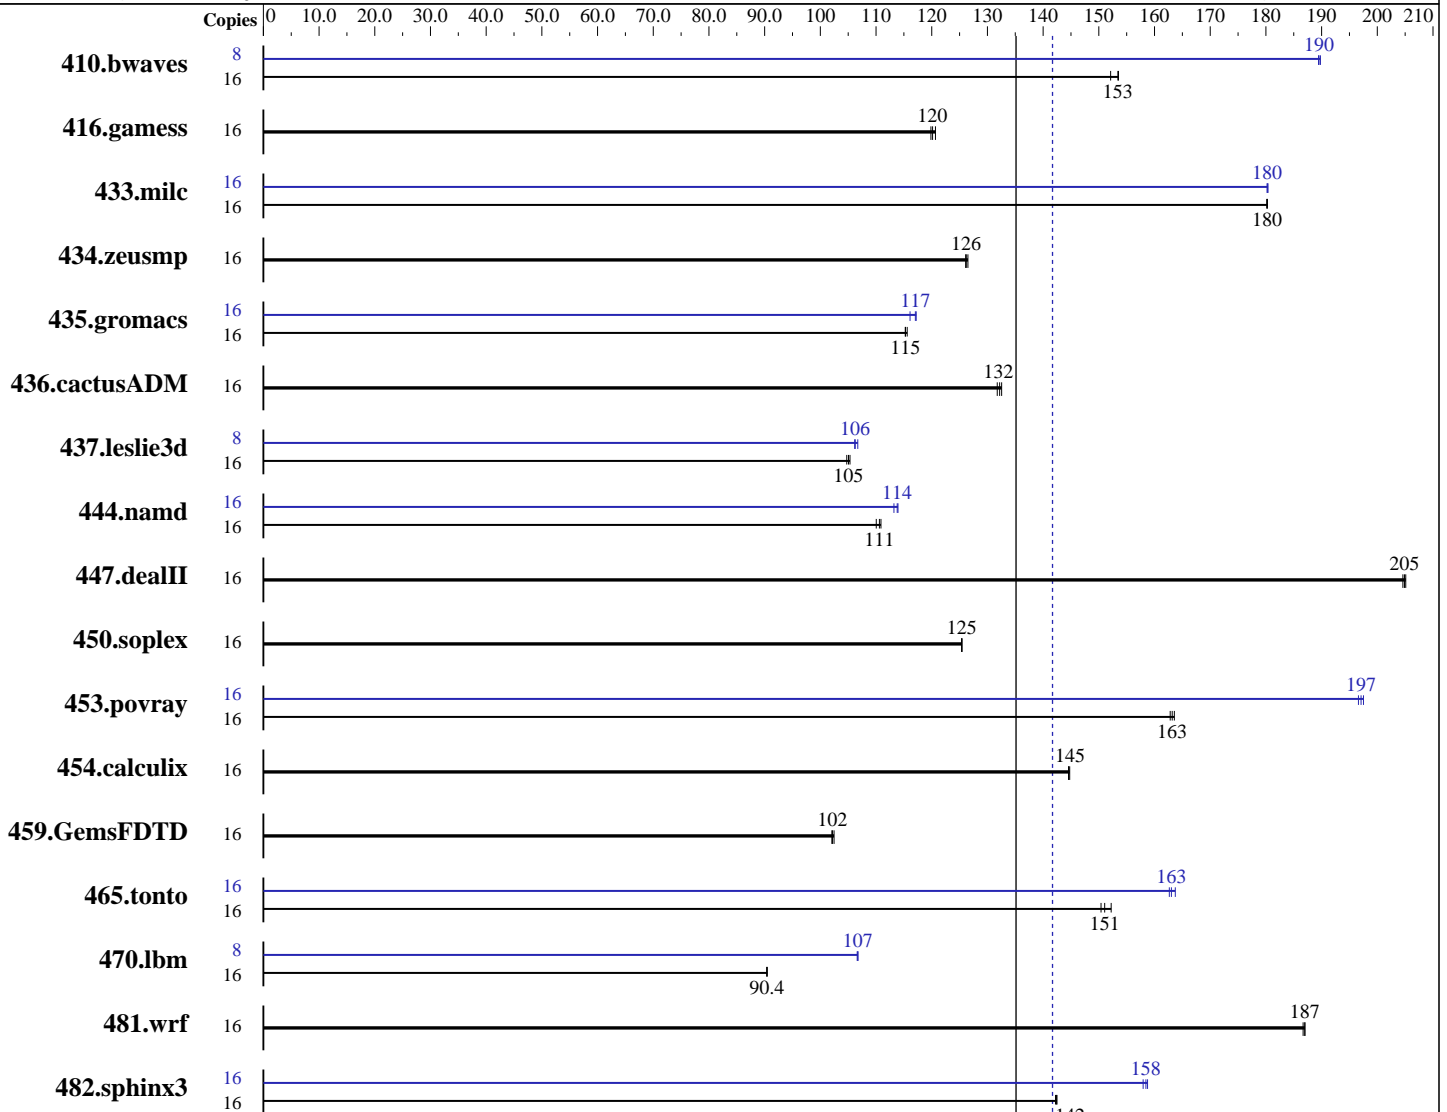 Copies 0 10.0 20.0 30.0 40.0 50.0 60.0 70.0 80.0 90.0 100 110 120 130 140 150 160 170 180 190 200 210
410.bwaves 8 190
16 153
416.gamess 16 120
433.milc 16 180
16 180
434.zeusmp 16 126
435.gromacs 16 117
16 115
436.cactusADM 16 132
437.leslie3d 8 106
16 105
444.namd 16 114
16 111
447.dealII 16 205
450.soplex 16 125
453.povray 16 197
16 163
454.calculix 16 145
459.GemsFDTD 16 102
465.tonto 16 163
16 151
470.lbm 8 107
16 90.4
481.wrf 16 187
482.sphinx3 16 158
16